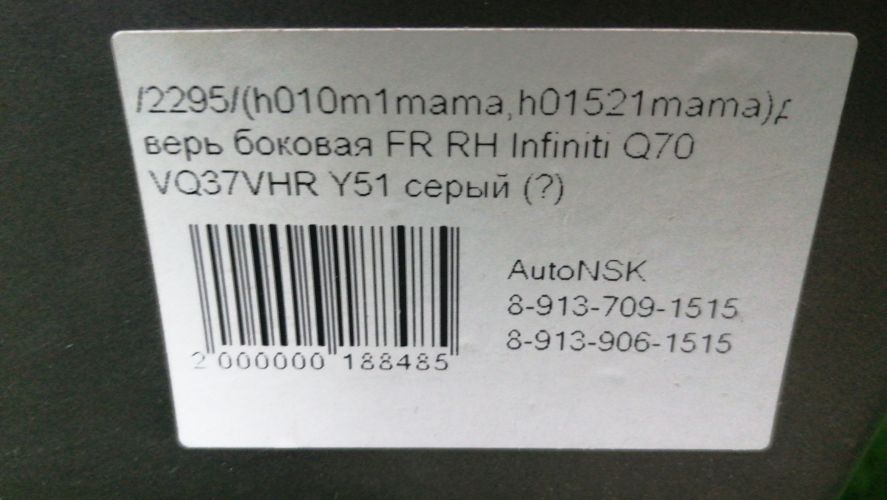 /2295/(h010m1mama,h01521mama)д
верь боковая FR RH Infiniti Q70
VQ37VHR Y51 серый (?)
AutoNSK
8-913-709-1515
8-913-906-1515
2 000000 188485